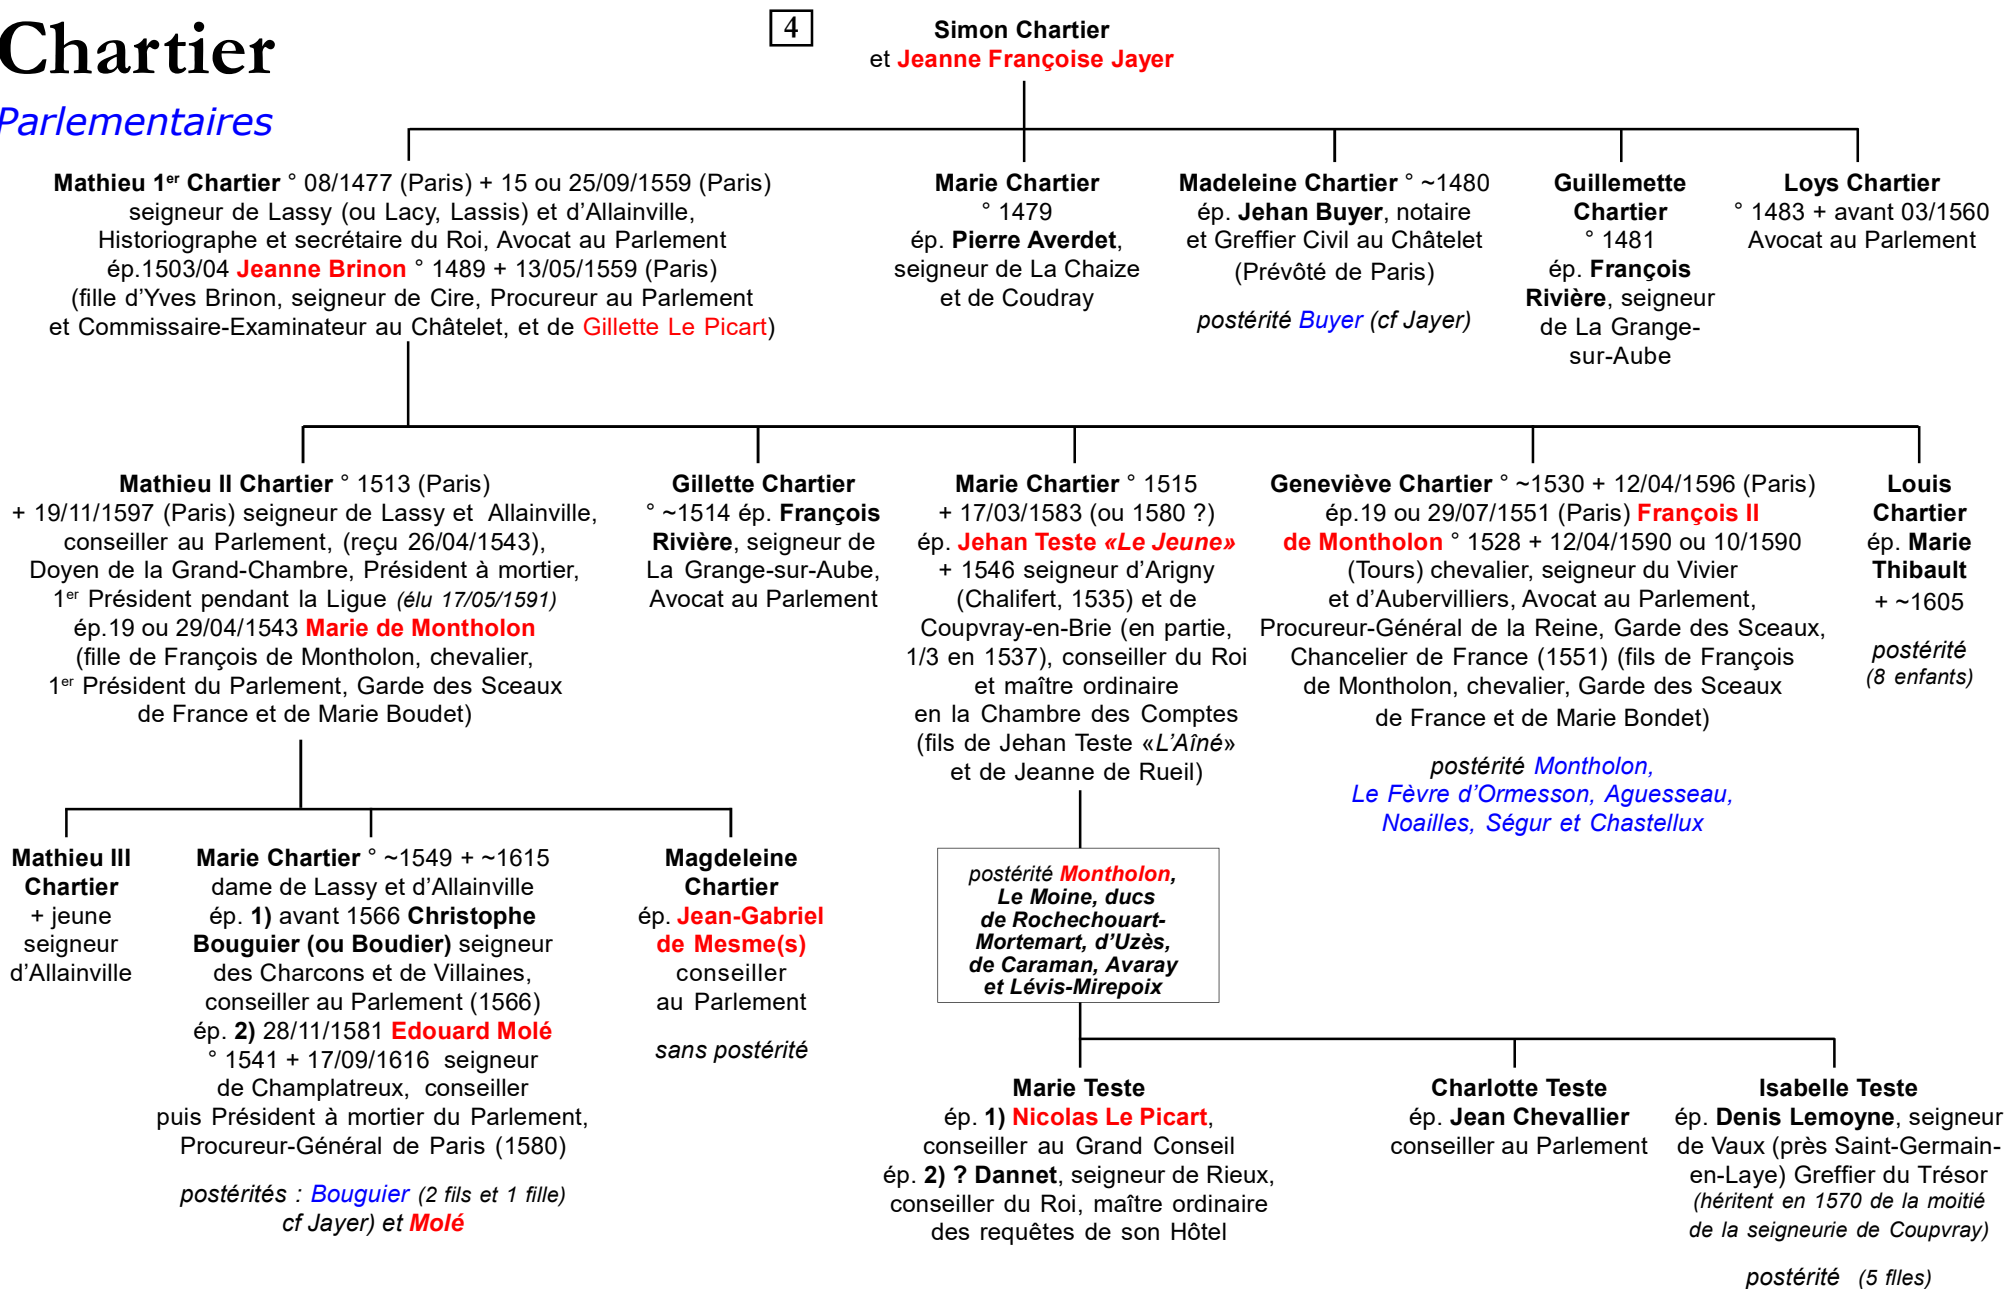 Chartier
Parlementaires
4
Simon Chartier
et Jeanne Françoise Jayer
Mathieu 1er Chartier ° 08/1477 (Paris) + 15 ou 25/09/1559 (Paris)
seigneur de Lassy (ou Lacy, Lassis) et d’Allainville,
Historiographe et secrétaire du Roi, Avocat au Parlement
ép.1503/04 Jeanne Brinon ° 1489 + 13/05/1559 (Paris)
(fille d’Yves Brinon, seigneur de Cire, Procureur au Parlement
et Commissaire-Examinateur au Châtelet, et de Gillette Le Picart)
Marie Chartier
° 1479
ép. Pierre Averdet,
seigneur de La Chaize
et de Coudray
Madeleine Chartier ° ~1480
ép. Jehan Buyer, notaire
et Greffier Civil au Châtelet
(Prévôté de Paris)
postérité Buyer (cf Jayer)
Guillemette
Chartier
° 1481
ép. François
Rivière, seigneur
de La Grange-
sur-Aube
Loys Chartier
° 1483 + avant 03/1560
Avocat au Parlement
Mathieu II Chartier ° 1513 (Paris)
+ 19/11/1597 (Paris) seigneur de Lassy et Allainville,
conseiller au Parlement, (reçu 26/04/1543),
Doyen de la Grand-Chambre, Président à mortier,
1er Président pendant la Ligue (élu 17/05/1591)
ép.19 ou 29/04/1543 Marie de Montholon
(fille de François de Montholon, chevalier,
1er Président du Parlement, Garde des Sceaux
de France et de Marie Boudet)
Gillette Chartier
° ~1514 ép. François
Rivière, seigneur de
La Grange-sur-Aube,
Avocat au Parlement
Marie Chartier ° 1515
+ 17/03/1583 (ou 1580 ?)
ép. Jehan Teste «Le Jeune»
+ 1546 seigneur d’Arigny
(Chalifert, 1535) et de
Coupvray-en-Brie (en partie,
1/3 en 1537), conseiller du Roi
et maître ordinaire
en la Chambre des Comptes
(fils de Jehan Teste «L’Aîné»
et de Jeanne de Rueil)
Geneviève Chartier ° ~1530 + 12/04/1596 (Paris)
ép.19 ou 29/07/1551 (Paris) François II
de Montholon ° 1528 + 12/04/1590 ou 10/1590
(Tours) chevalier, seigneur du Vivier
et d’Aubervilliers, Avocat au Parlement,
Procureur-Général de la Reine, Garde des Sceaux,
Chancelier de France (1551) (fils de François
de Montholon, chevalier, Garde des Sceaux
de France et de Marie Bondet)
postérité Montholon,
Le Fèvre d’Ormesson, Aguesseau,
Noailles, Ségur et Chastellux
Louis
Chartier
ép. Marie
Thibault
+ ~1605
postérité
(8 enfants)
Mathieu III
Chartier
+ jeune
seigneur
d’Allainville
Marie Chartier ° ~1549 + ~1615
dame de Lassy et d’Allainville
ép. 1) avant 1566 Christophe
Bouguier (ou Boudier) seigneur
des Charcons et de Villaines,
conseiller au Parlement (1566)
ép. 2) 28/11/1581 Edouard Molé
° 1541 + 17/09/1616 seigneur
de Champlatreux, conseiller
puis Président à mortier du Parlement,
Procureur-Général de Paris (1580)
postérités : Bouguier (2 fils et 1 fille)
cf Jayer) et Molé
Magdeleine
Chartier
ép. Jean-Gabriel
de Mesme(s)
conseiller
au Parlement
sans postérité
postérité Montholon,
Le Moine, ducs
de Rochechouart-
Mortemart, d’Uzès,
de Caraman, Avaray
et Lévis-Mirepoix
Marie Teste
ép. 1) Nicolas Le Picart,
conseiller au Grand Conseil
ép. 2) ? Dannet, seigneur de Rieux,
conseiller du Roi, maître ordinaire
des requêtes de son Hôtel
Charlotte Teste
ép. Jean Chevallier
conseiller au Parlement
Isabelle Teste
ép. Denis Lemoyne, seigneur
de Vaux (près Saint-Germain-
en-Laye) Greffier du Trésor
(héritent en 1570 de la moitié
de la seigneurie de Coupvray)
postérité (5 flles)